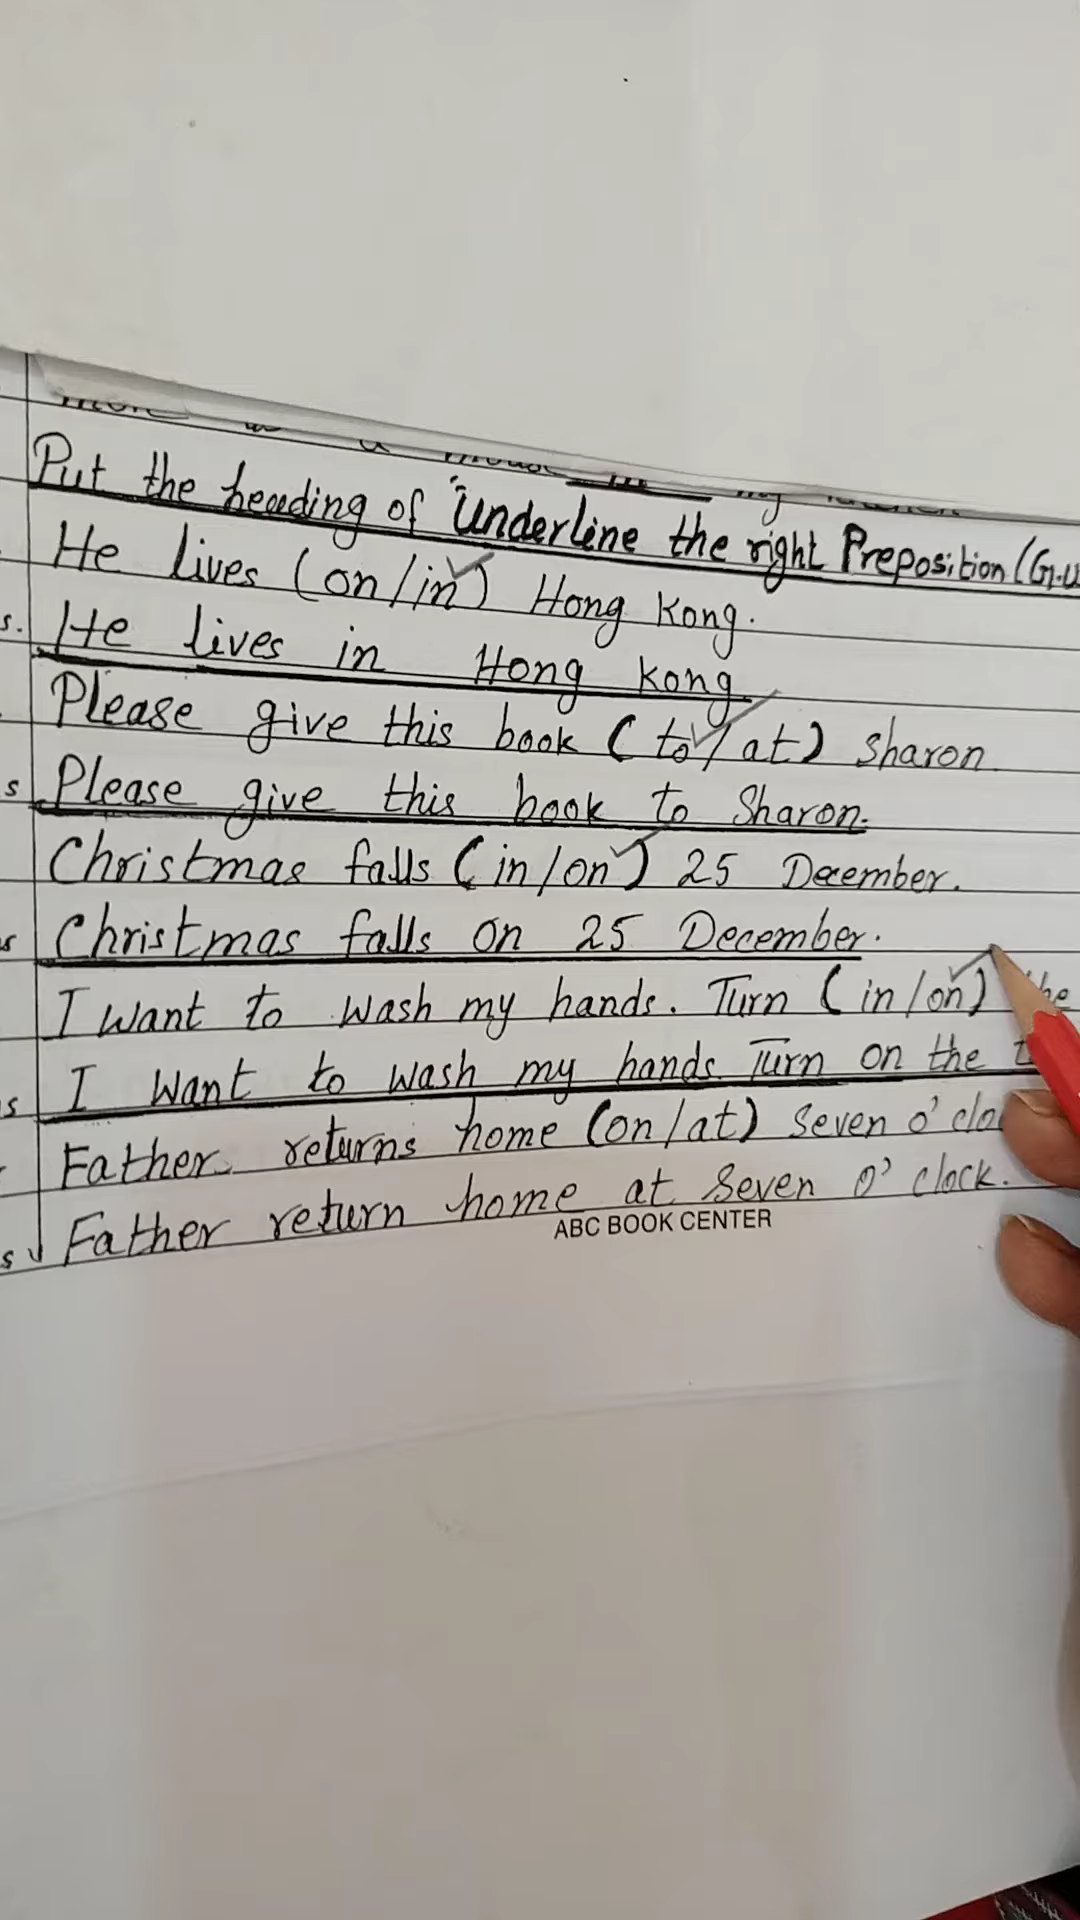 Put the heading of "Underline the right Preposition (G.w
He lives (on/in) Hong Kong.
s. He lives in Hong Kong
Please give this book (to/at) Sharon
s Please give this book to Sharon.
Christmas falls (in/on) 25 December.
s Christmas falls on 25 December.
I want to wash my hands. Turn (in/on) the
s I want to wash my hands. Turn on the
Father returns home (on/at) seven o' clo
s Father return home at seven o' clock.
ABC BOOK CENTER